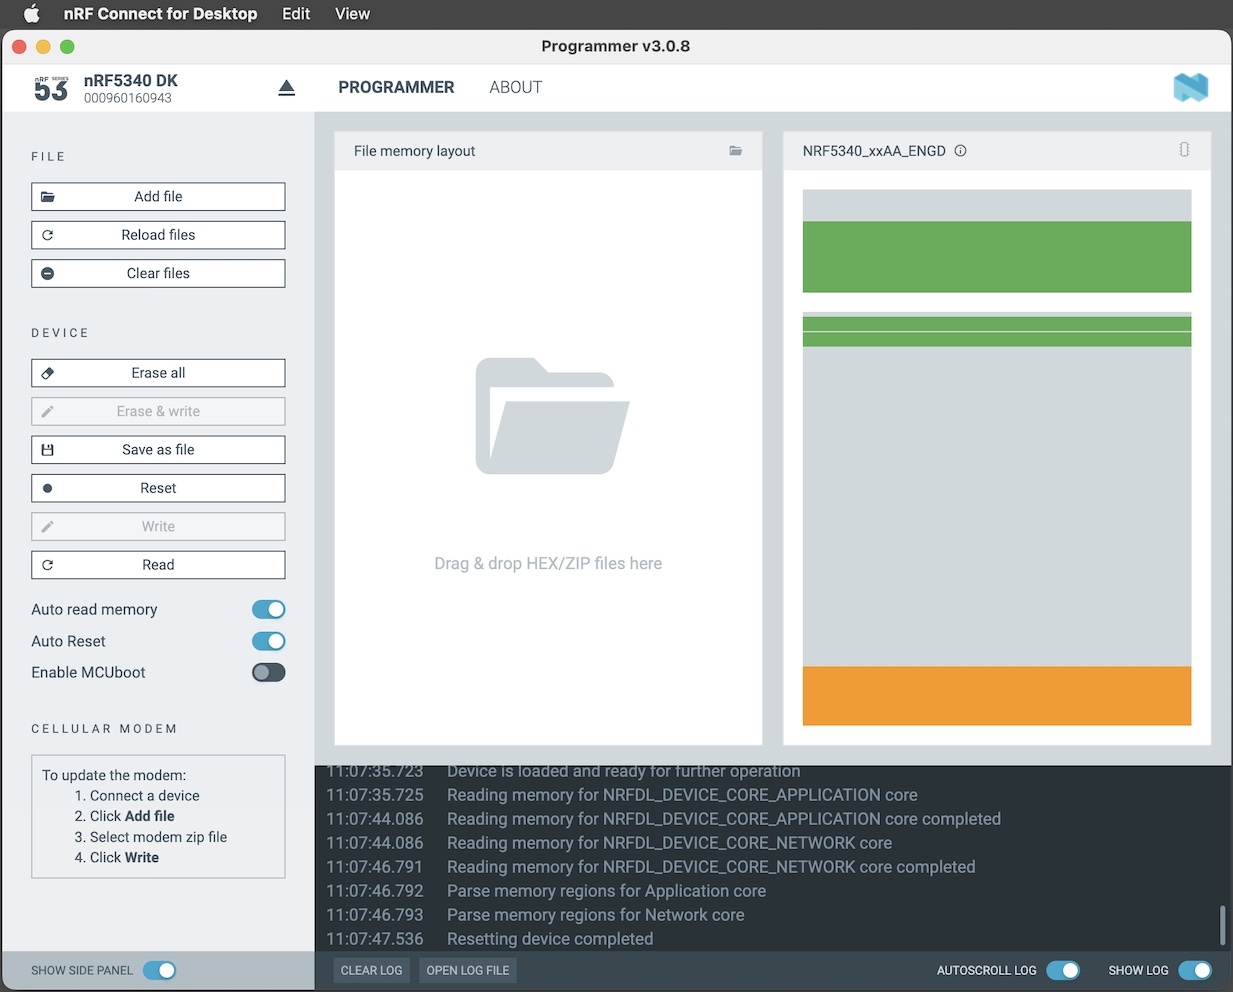 nRF Connect for Desktop Edit View
Programmer v3.0.8
nRF SERIES
53
nRF5340 DK
000960160943
PROGRAMMER ABOUT
FILE
Add file
Reload files
Clear files
DEVICE
Erase all
Erase & write
Save as file
Reset
Write
Read
Auto read memory
Auto Reset
Enable MCUboot
CELLULAR MODEM
To update the modem:
1. Connect a device
2. Click Add file
3. Select modem zip file
4. Click Write
SHOW SIDE PANEL
File memory layout
Drag & drop HEX/ZIP files here
NRF5340_xxAA_ENGD
11:07:35.723 Device is loaded and ready for further operation
11:07:35.725 Reading memory for NRFDL_DEVICE_CORE_APPLICATION core
11:07:44.086 Reading memory for NRFDL_DEVICE_CORE_APPLICATION core completed
11:07:44.086 Reading memory for NRFDL_DEVICE_CORE_NETWORK core
11:07:46.791 Reading memory for NRFDL_DEVICE_CORE_NETWORK core completed
11:07:46.792 Parse memory regions for Application core
11:07:46.793 Parse memory regions for Network core
11:07:47.536 Resetting device completed
CLEAR LOG OPEN LOG FILE AUTOSCROLL LOG SHOW LOG